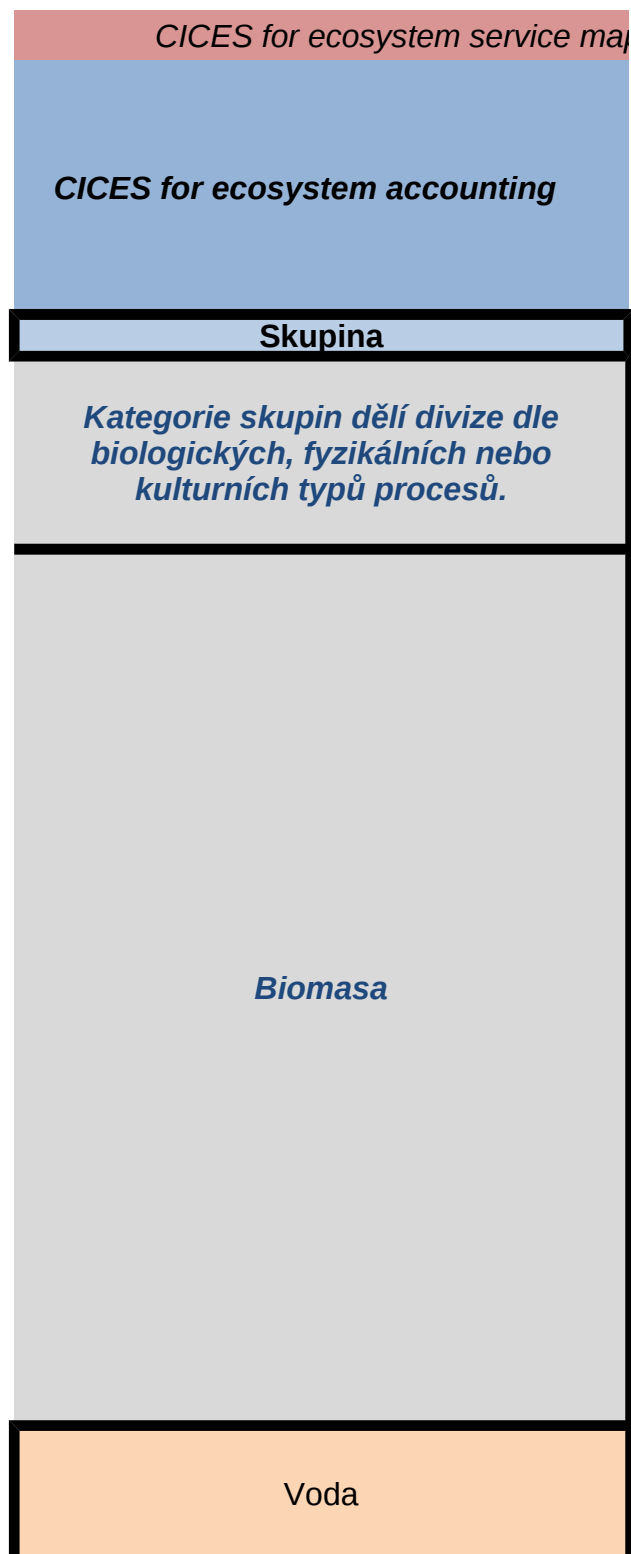 CICES for ecosystem service
CICES for ecosystem accounting
Skupina
Kategorie skupin dělí divize dle
biologických, fyzikálních nebo
kulturních typů procesů.
Biomasa
Voda